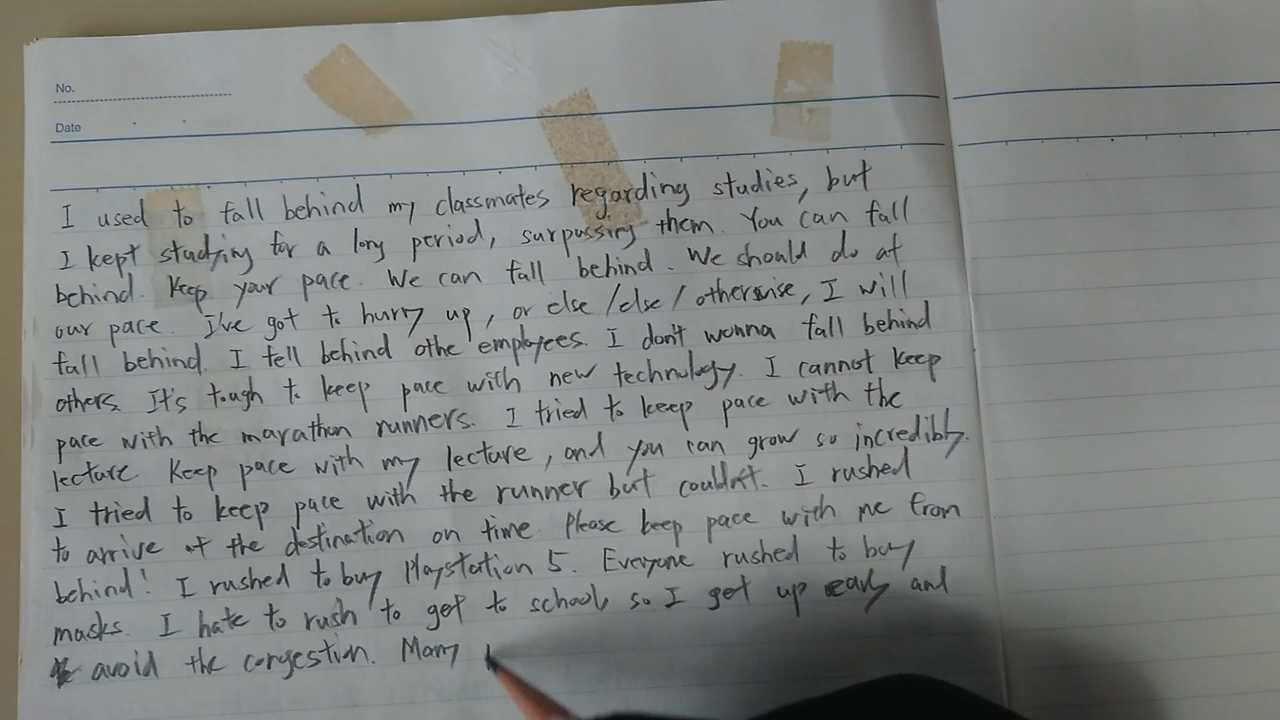 No.
Date
I used to fall behind my classmates regarding studies, but
I kept studying for a long period, surpassing them. You can fall
behind. Keep your pace. We can fall behind. We should do at
our pace. I've got to hurry up, or else / else / otherwise, I will
fall behind. I fell behind othe employees. I don't wanna fall behind
others. It's tough to keep pace with new technology. I cannot keep
pace with the marathon runners. I tried to keep pace with the
lecture. Keep pace with my lecture, and you can grow so incredibly.
I tried to keep pace with the runner but couldn't. I rushed
to arrive at the destination on time. Please keep pace with me from
behind! I rushed to buy Playstation 5. Everyone rushed to buy
masks. I hate to rush to get to school, so I get up early and
avoid the congestion. Many